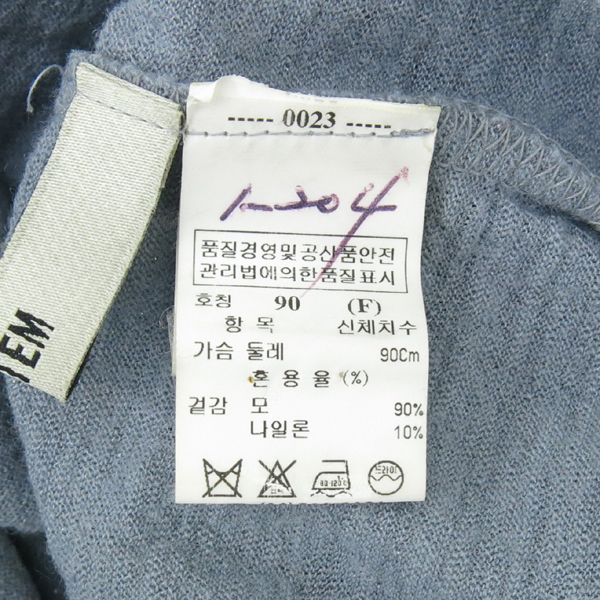 ----- 0023 -----
1-204
품질경영및공산품안전
관리법에의한품질표시
호칭 90 (F)
항 목 신체치수
가슴 둘레 90Cm
혼 용 율 (%)
겉감 모 90%
나일론 10%
드라이
EM